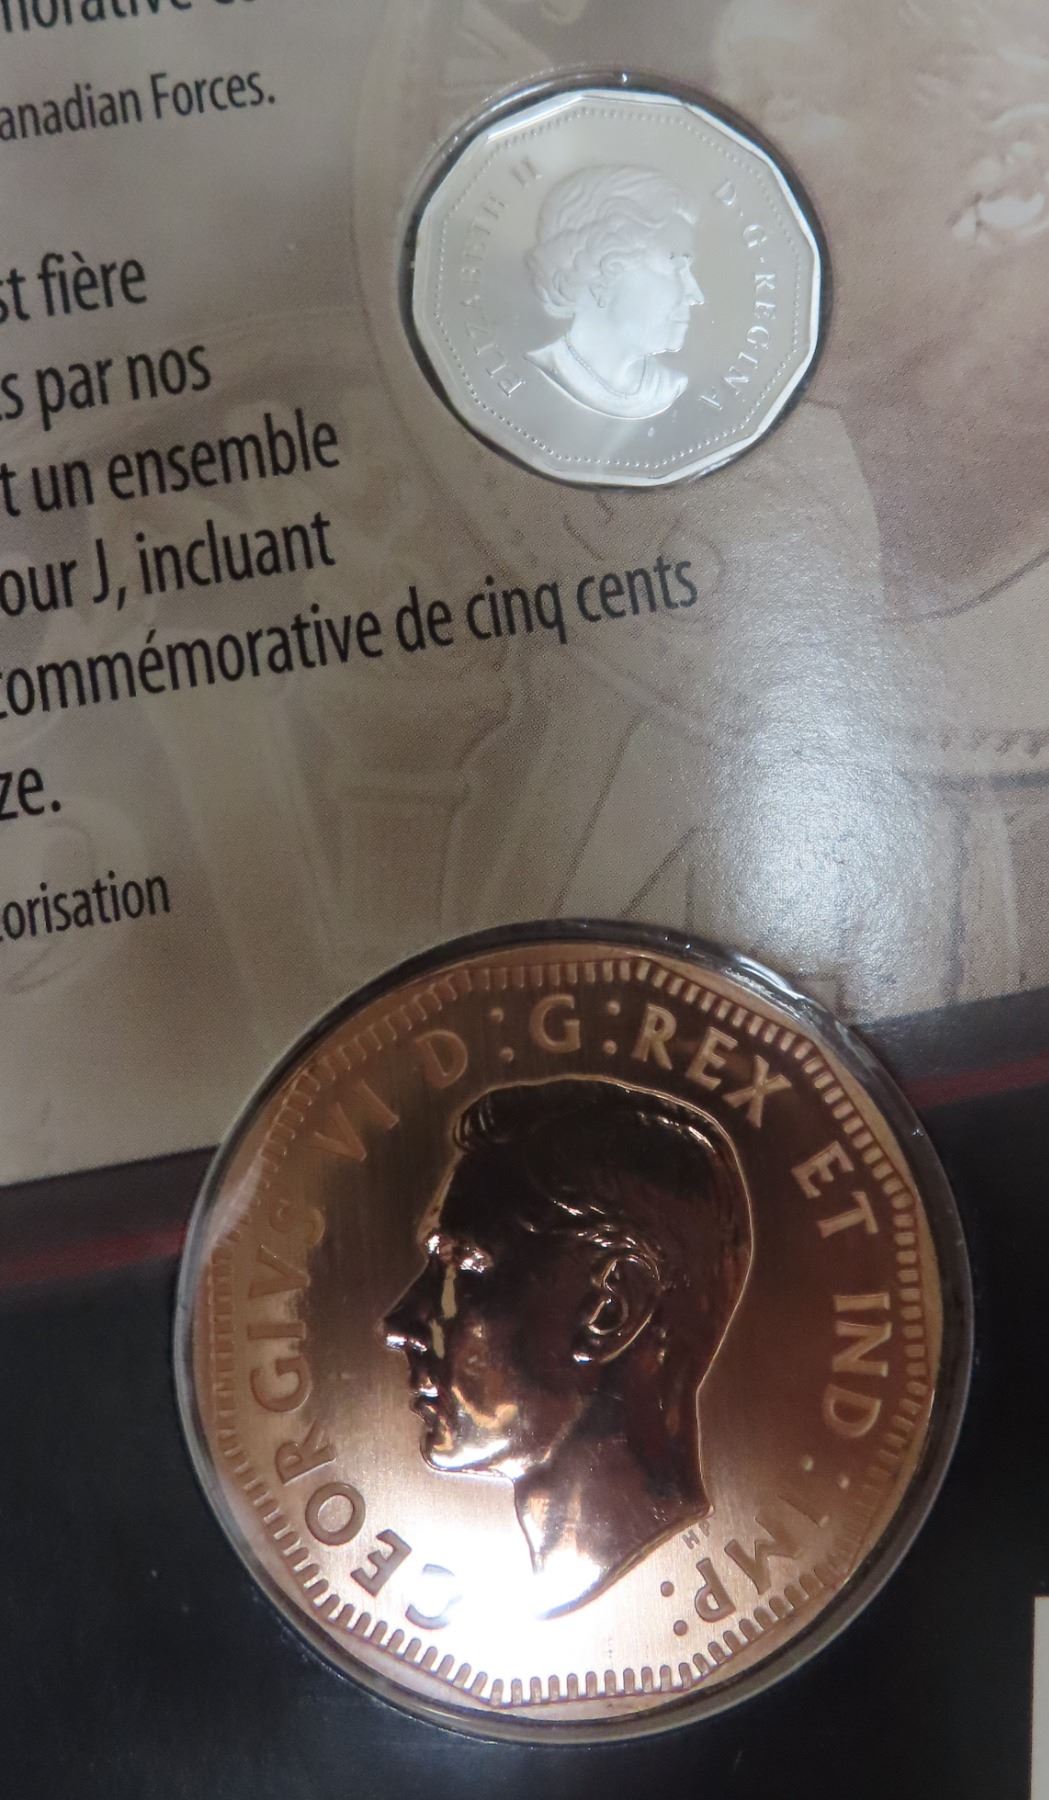 anadian Forces.
st fière
s par nos
t un ensemble
our J, incluant
commémorative de cinq cents
ze.
orisation
ELIZABETH II D·G·REGINA
GEORGIVS VI D:G:REX ET IND:IMP:
HP